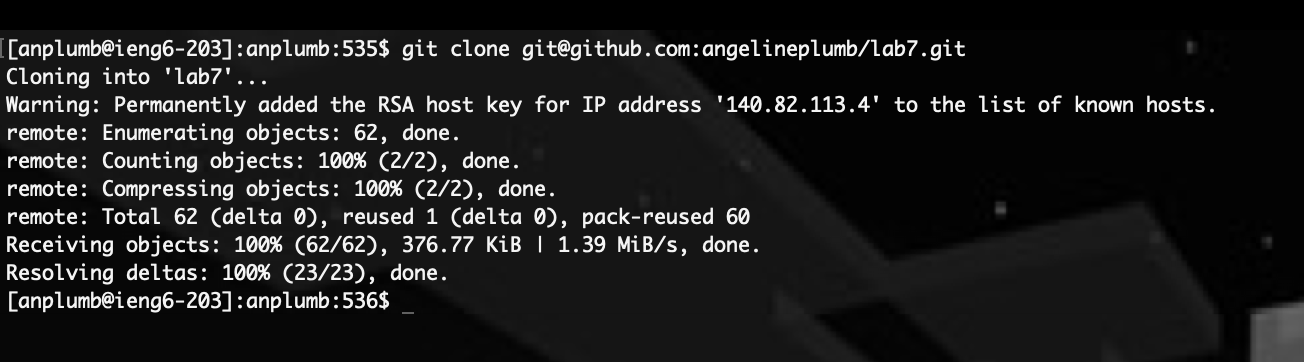 [anplumb@ieng6-203]:anplumb:535$ git clone git@github.com:angelineplumb/lab7.git
Cloning into 'lab7'...
Warning: Permanently added the RSA host key for IP address '140.82.113.4' to the list of known hosts.
remote: Enumerating objects: 62, done.
remote: Counting objects: 100% (2/2), done.
remote: Compressing objects: 100% (2/2), done.
remote: Total 62 (delta 0), reused 1 (delta 0), pack-reused 60
Receiving objects: 100% (62/62), 376.77 KiB | 1.39 MiB/s, done.
Resolving deltas: 100% (23/23), done.
[anplumb@ieng6-203]:anplumb:536$ _